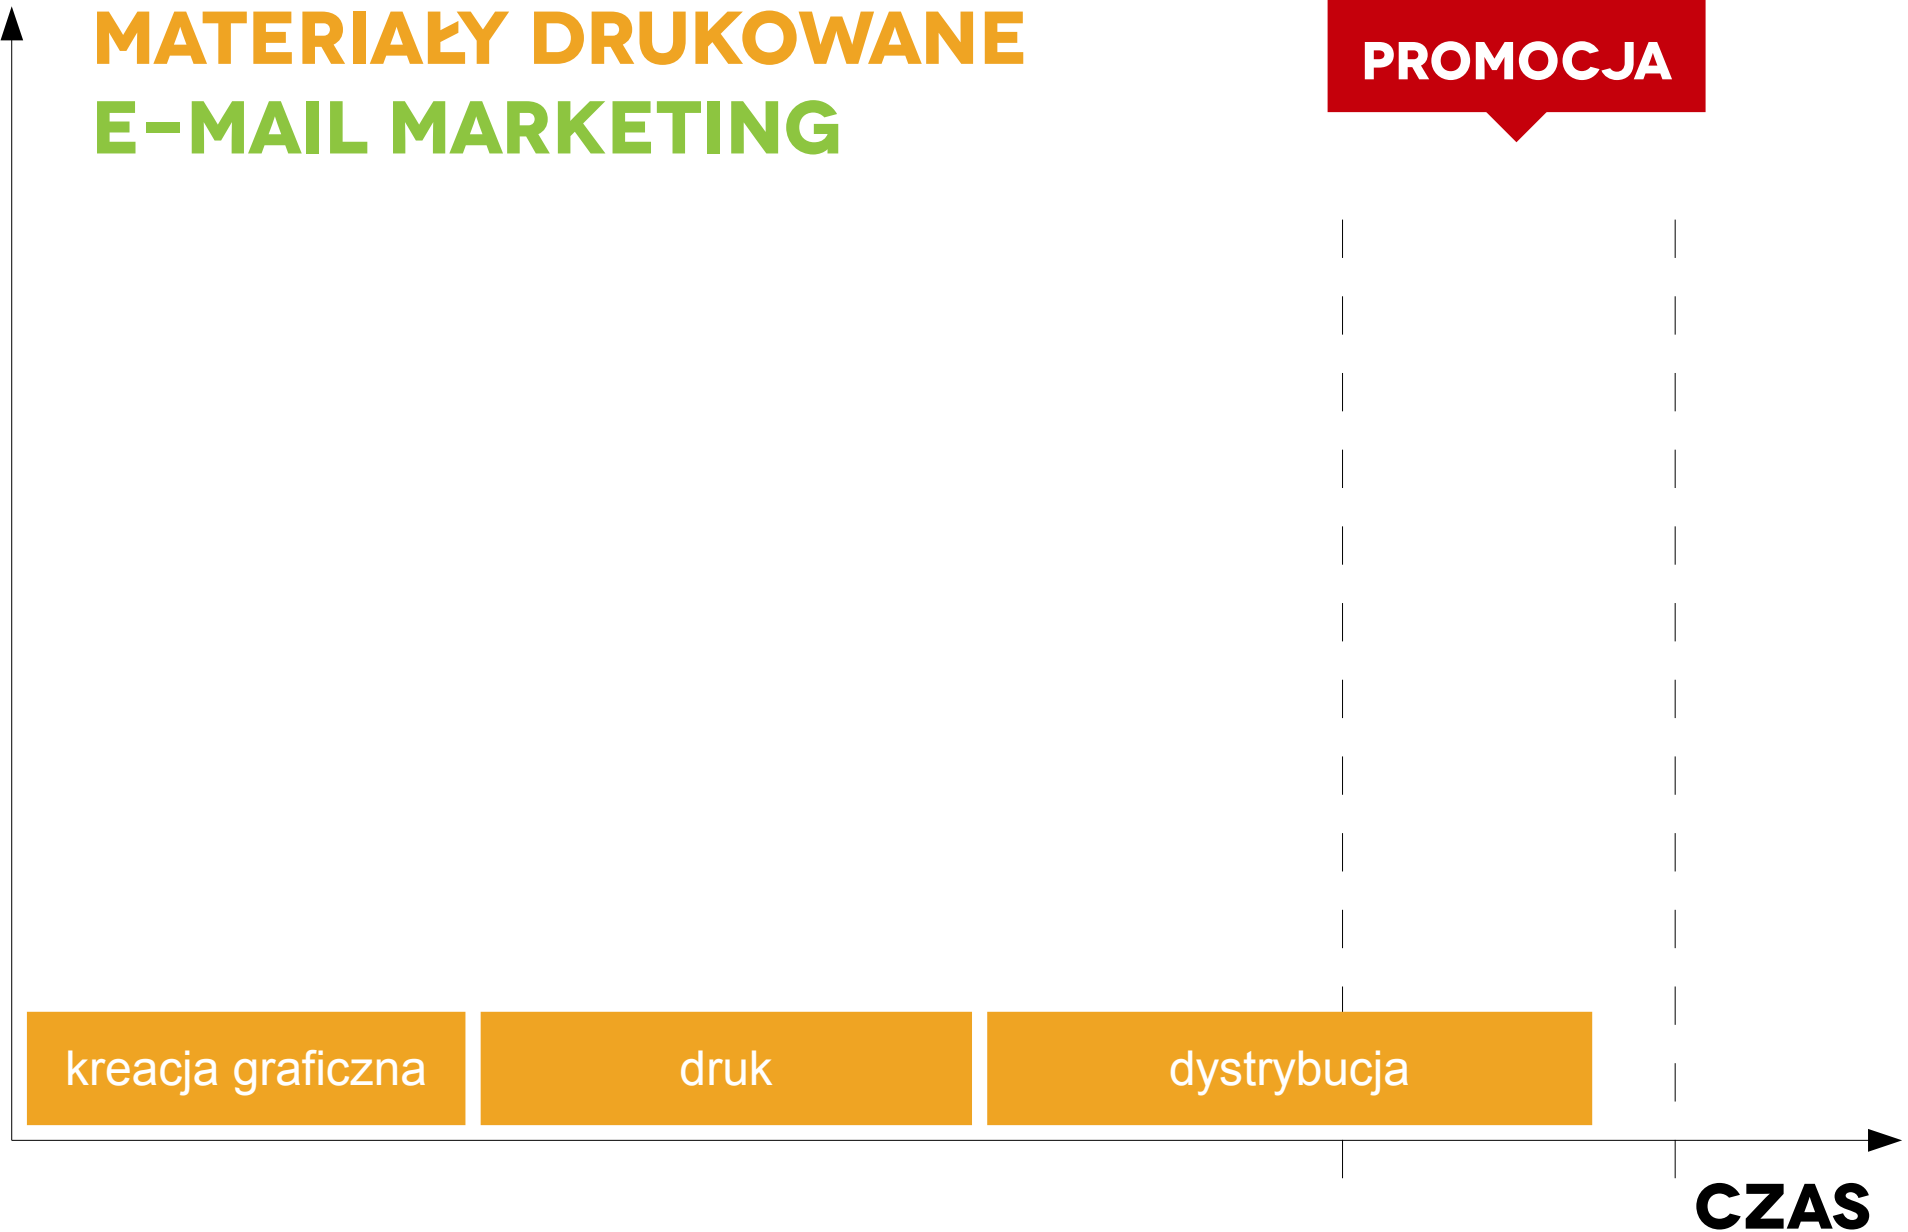 MATERIAŁY DRUKOWANE
E-MAIL MARKETING
PROMOCJA
kreacja graficzna
druk
dystrybucja
CZAS